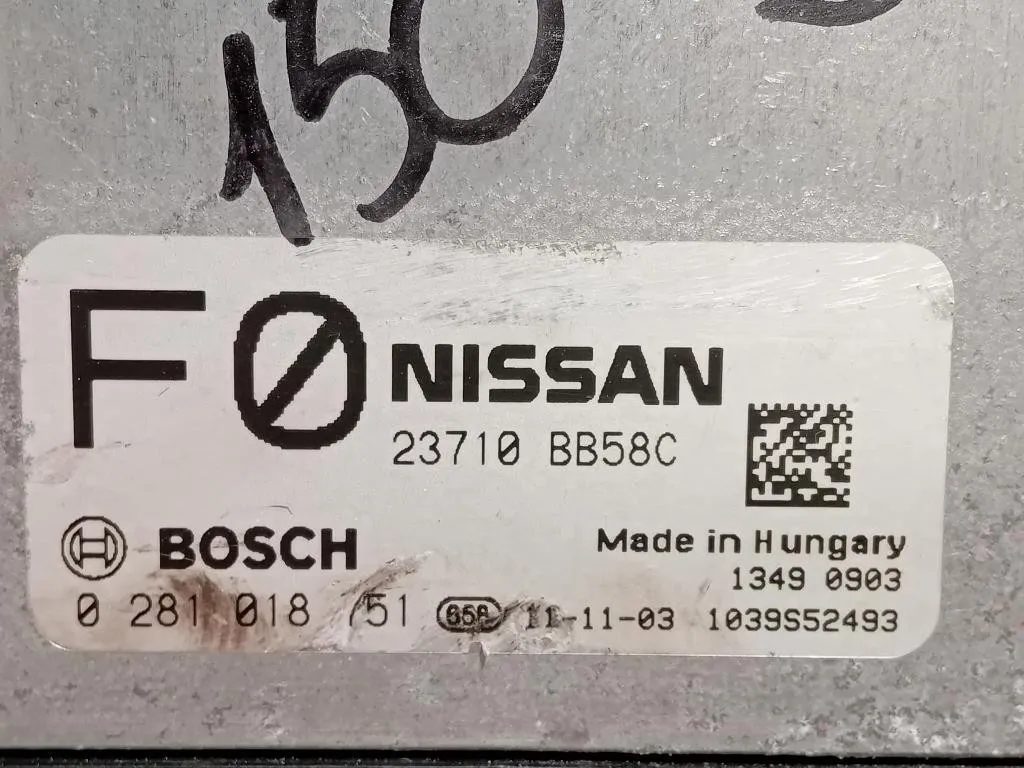 150
F0 NISSAN
23710 BB58C
BOSCH
Made in Hungary
1349 0903
0 281 018 751 658 11-11-03 1039S52493